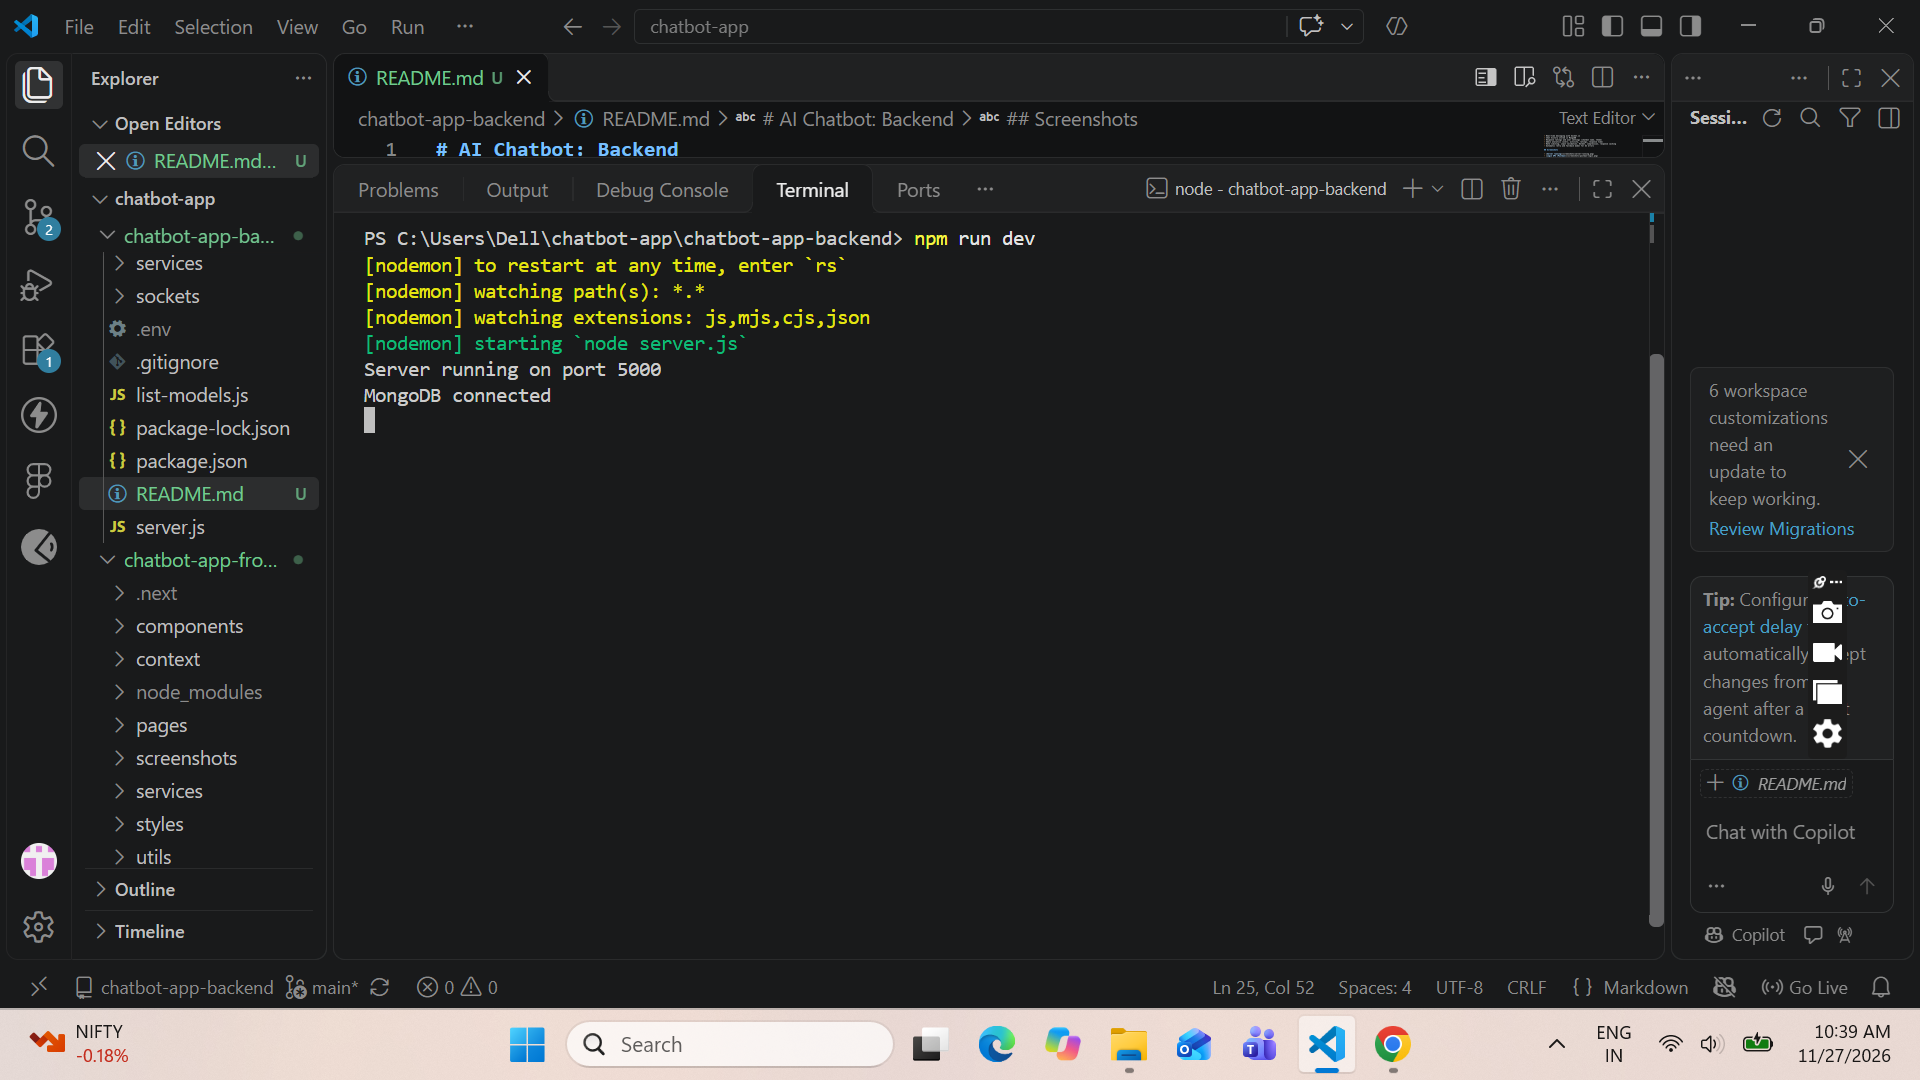 File Edit Selection View Go Run ···
chatbot-app
Explorer
Open Editors
README.md... U
chatbot-app
chatbot-app-ba...
services
sockets
.env
.gitignore
JS list-models.js
{} package-lock.json
{} package.json
README.md U
JS server.js
chatbot-app-fro...
.next
components
context
node_modules
pages
screenshots
services
styles
utils
Outline
Timeline
2
1
README.md U
chatbot-app-backend > README.md > abc # AI Chatbot: Backend > abc ## Screenshots
Text Editor
1 # AI Chatbot: Backend
Problems Output Debug Console Terminal Ports ···
node - chatbot-app-backend
PS C:\Users\Dell\chatbot-app\chatbot-app-backend> npm run dev
[nodemon] to restart at any time, enter `rs`
[nodemon] watching path(s): *.*
[nodemon] watching extensions: js,mjs,cjs,json
[nodemon] starting `node server.js`
Server running on port 5000
MongoDB connected
Sessi...
6 workspace
customizations
need an
update to
keep working.
Review Migrations
Tip: Configur o-
accept delay
automatically ept
changes from
agent after a t
countdown.
README.md
Chat with Copilot
Copilot
chatbot-app-backend main* 0 0
Ln 25, Col 52 Spaces: 4 UTF-8 CRLF {} Markdown Go Live
NIFTY
-0.18%
Search
ENG
IN
10:39 AM
11/27/2026